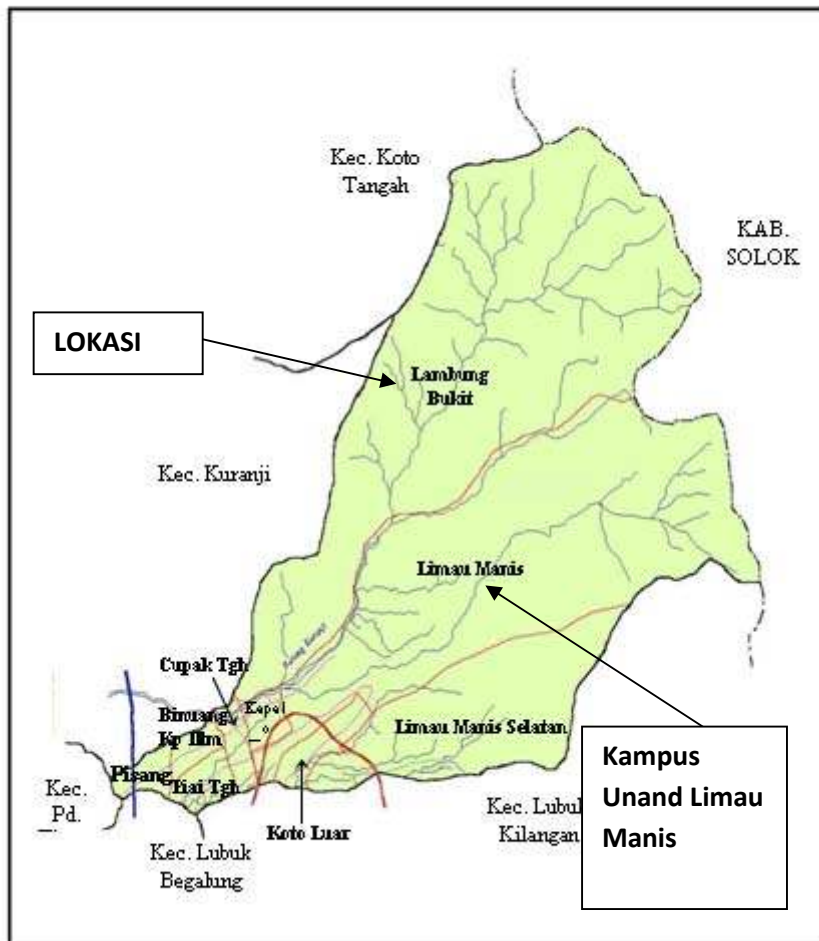 Kec. Koto
Tangah
KAB.
SOLOK
LOKASI
Lambung
Bukit
Kec. Kuranji
Limau Manis
Batang Kuranji
Cupak Tgh
Binuang
Kp Dlm
Kapal
Limau Manis Selatan
Pisang
Piai Tgh
Kec.
Pd.
Koto Luar
Kec. Lubuk
Kilangan
Kec. Lubuk
Begalung
Kampus
Unand Limau
Manis